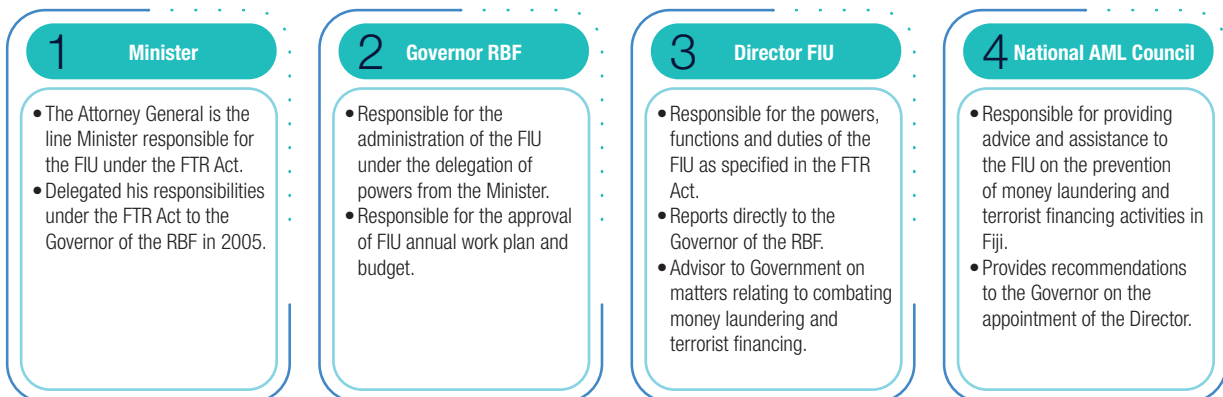 1 Minister
• The Attorney General is the
line Minister responsible for
the FIU under the FTR Act.
• Delegated his responsibilities
under the FTR Act to the
Governor of the RBF in 2005.
2 Governor RBF
• Responsible for the
administration of the FIU
under the delegation of
powers from the Minister.
• Responsible for the approval
of FIU annual work plan and
budget.
3 Director FIU
• Responsible for the powers,
functions and duties of the
FIU as specified in the FTR
Act.
• Reports directly to the
Governor of the RBF.
• Advisor to Government on
matters relating to combating
money laundering and
terrorist financing.
4 National AML Council
• Responsible for providing
advice and assistance to
the FIU on the prevention
of money laundering and
terrorist financing activities in
Fiji.
• Provides recommendations
to the Governor on the
appointment of the Director.